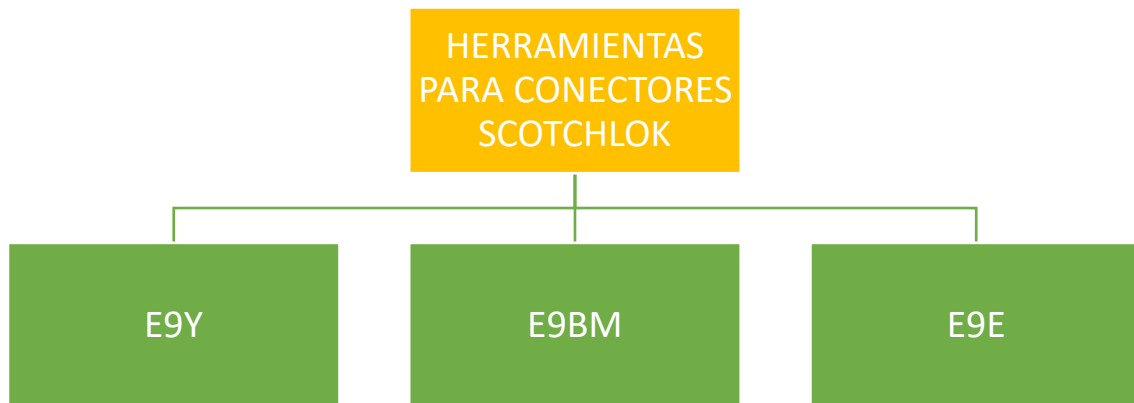 HERRAMIENTAS
PARA CONECTORES
SCOTCHLOK
E9Y
E9BM
E9E